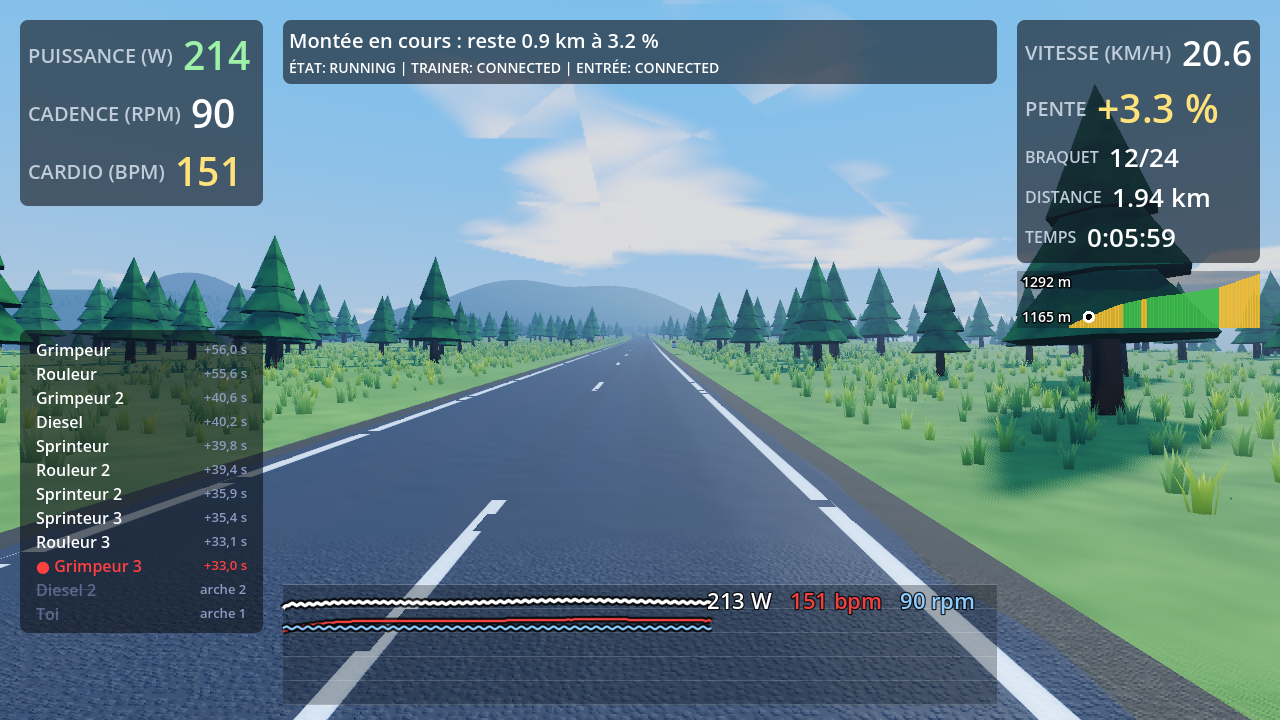 PUISSANCE (W) 214
CADENCE (RPM) 90
CARDIO (BPM) 151
Montée en cours : reste 0.9 km à 3.2 %
ÉTAT: RUNNING | TRAINER: CONNECTED | ENTRÉE: CONNECTED
VITESSE (KM/H) 20.6
PENTE +3.3 %
BRAQUET 12/24
DISTANCE 1.94 km
TEMPS 0:05:59
1292 m
1165 m
Grimpeur +56,0 s
Rouleur +55,6 s
Grimpeur 2 +40,6 s
Diesel +40,2 s
Sprinteur +39,8 s
Rouleur 2 +39,4 s
Sprinteur 2 +35,9 s
Sprinteur 3 +35,4 s
Rouleur 3 +33,1 s
Grimpeur 3 +33,0 s
Diesel 2 arche 2
Toi arche 1
213 W 151 bpm 90 rpm